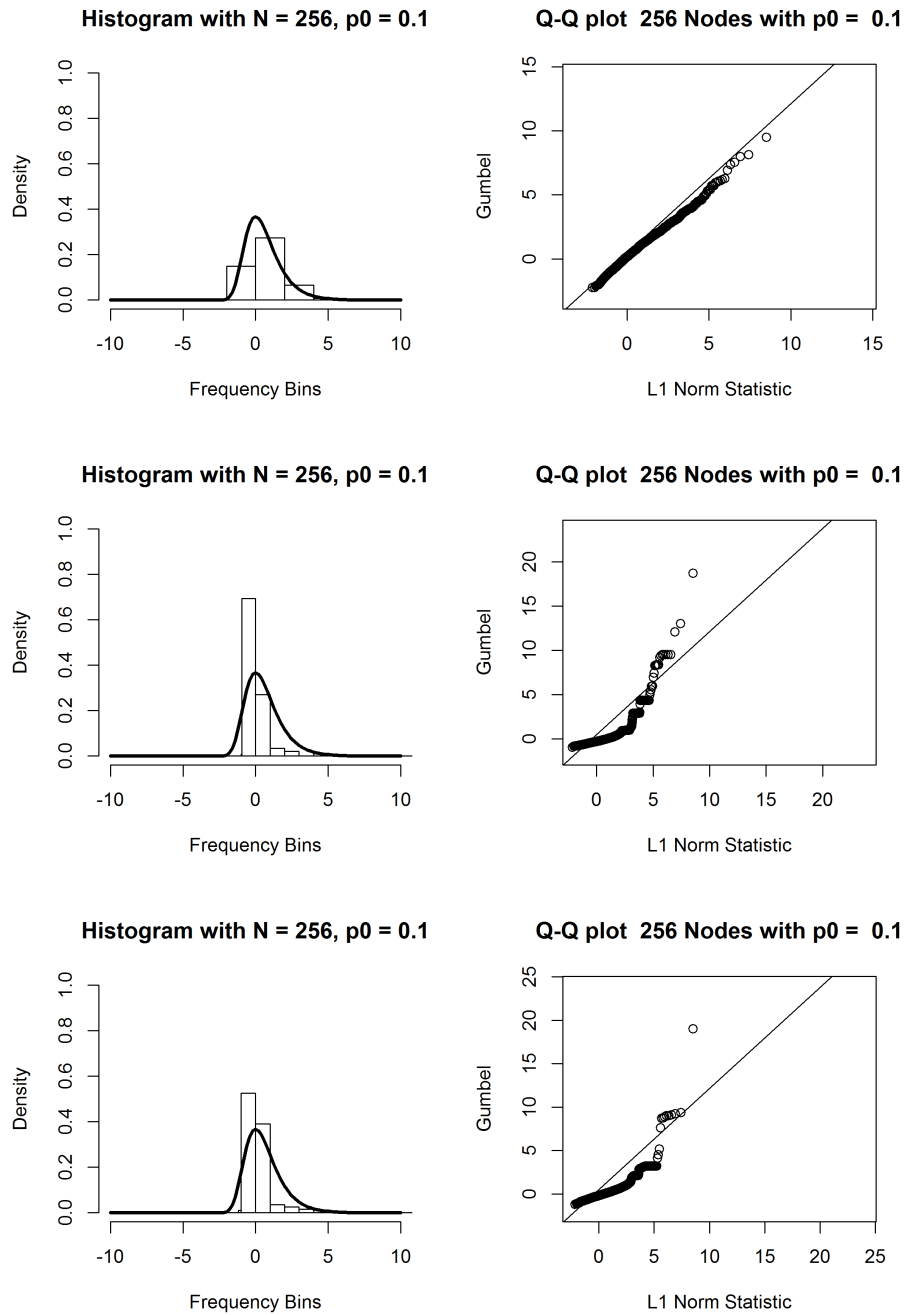 Histogram with N = 256, p0 = 0.1
Density
0.0 0.2 0.4 0.6 0.8 1.0
-10 -5 0 5 10
Frequency Bins
Q-Q plot  256 Nodes with p0 =  0.1
Gumbel
0 5 10 15
0 5 10 15
L1 Norm Statistic
Histogram with N = 256, p0 = 0.1
Density
0.0 0.2 0.4 0.6 0.8 1.0
-10 -5 0 5 10
Frequency Bins
Q-Q plot  256 Nodes with p0 =  0.1
Gumbel
0 5 10 15 20
0 5 10 15 20
L1 Norm Statistic
Histogram with N = 256, p0 = 0.1
Density
0.0 0.2 0.4 0.6 0.8 1.0
-10 -5 0 5 10
Frequency Bins
Q-Q plot  256 Nodes with p0 =  0.1
Gumbel
0 5 10 15 20 25
0 5 10 15 20 25
L1 Norm Statistic